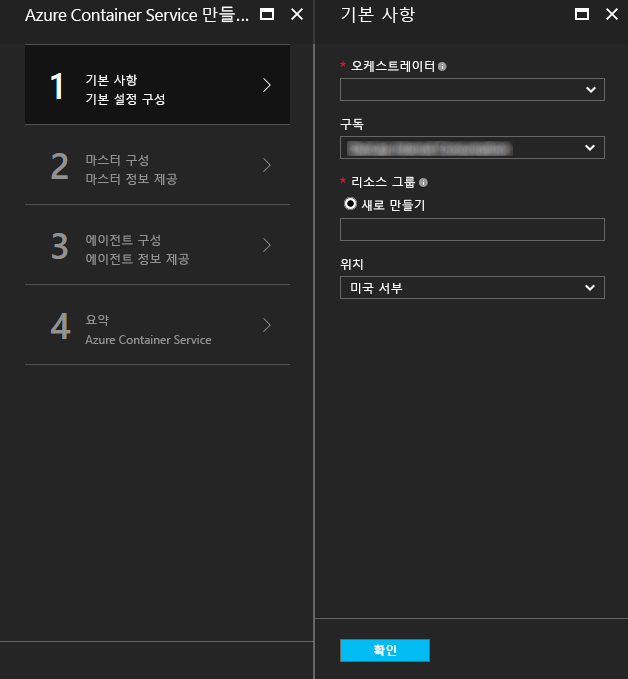 Azure Container Service 만들...
1
기본 사항
기본 설정 구성
2
마스터 구성
마스터 정보 제공
3
에이전트 구성
에이전트 정보 제공
4
요약
Azure Container Service
기본 사항
* 오케스트레이터
구독
* 리소스 그룹
새로 만들기
위치
미국 서부
확인